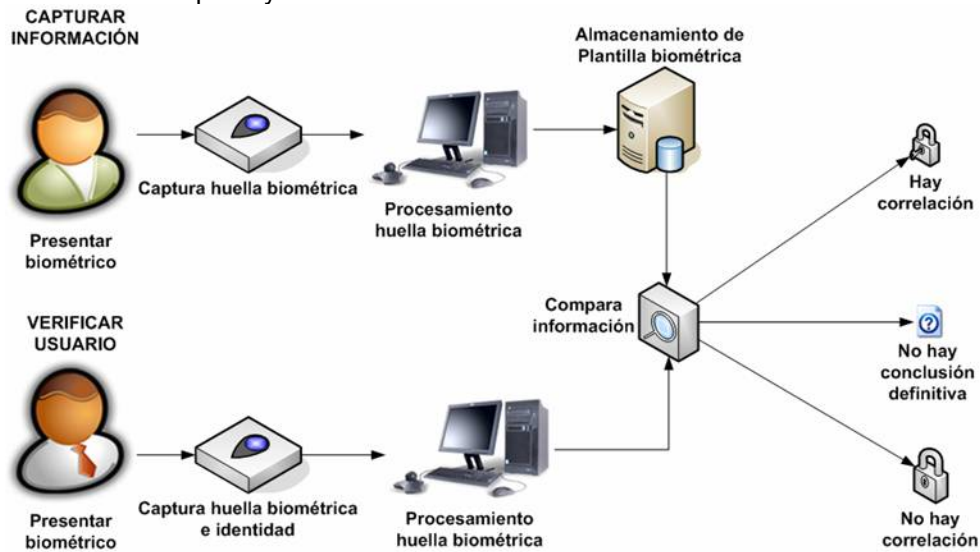 CAPTURAR
INFORMACIÓN
Almacenamiento de
Plantilla biométrica
Captura huella biométrica
Procesamiento
huella biométrica
Presentar
biométrico
Hay
correlación
Compara
información
No hay
conclusión
definitiva
VERIFICAR
USUARIO
Captura huella biométrica
e identidad
Procesamiento
huella biométrica
Presentar
biométrico
No hay
correlación